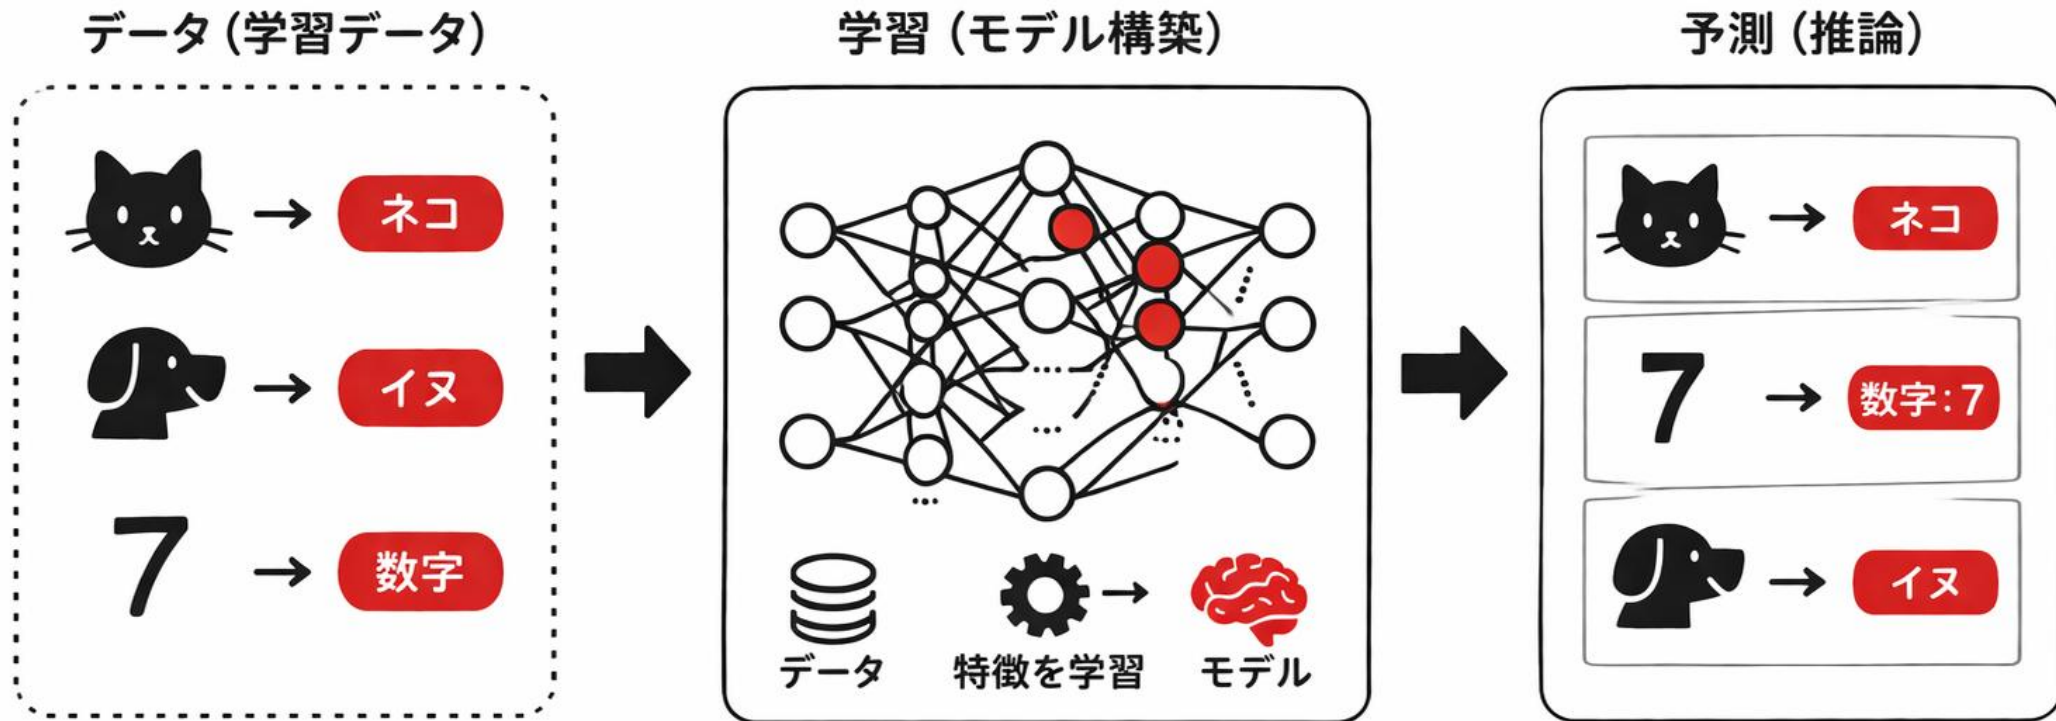 データ（学習データ）
ネコ
イヌ
7
数字
学習（モデル構築）
データ
特徴を学習
モデル
予測（推論）
ネコ
7
数字：7
イヌ